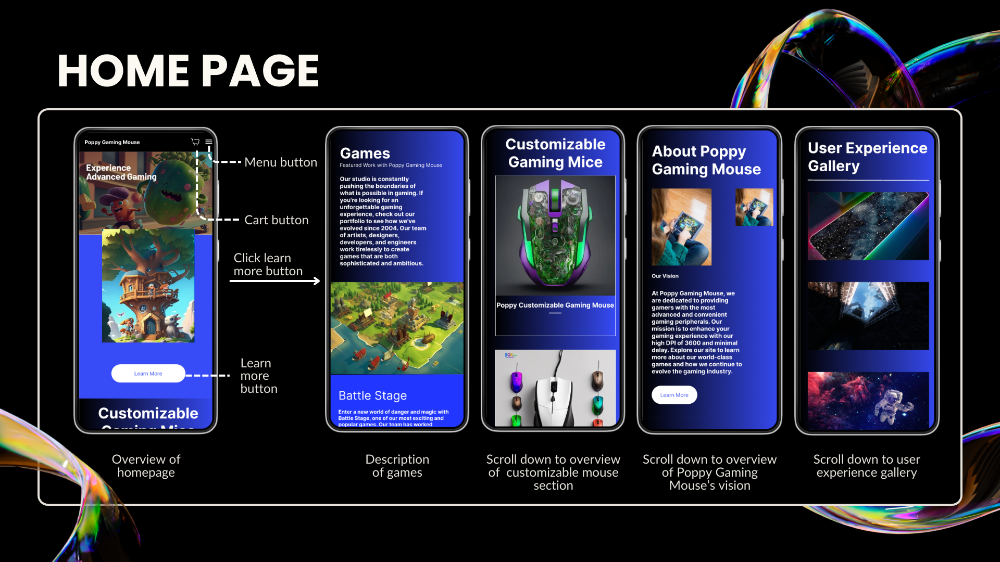 HOME PAGE
Poppy Gaming Mouse
Experience
Advanced Gaming
Learn More
Customizable
Gaming Mice
Menu button
Cart button
Click learn
more button
Learn
more
button
Overview of
homepage
Games
Featured Work with Poppy Gaming Mouse
Our studio is constantly
pushing the boundaries of
what is possible in gaming. If
you're looking for an
unforgettable gaming
experience, check out our
portfolio to see how we've
evolved since 2004. Our team
of artists, designers,
developers, and engineers
work tirelessly to create
games that are both
sophisticated and ambitious.
Battle Stage
Enter a new world of danger and magic with
Battle Stage, one of our most exciting and
popular games. Our team has worked
Description
of games
Customizable
Gaming Mice
Poppy Customizable Gaming Mouse
RGB
Scroll down to overview
of customizable mouse
section
About Poppy
Gaming Mouse
Our Vision
At Poppy Gaming Mouse, we
are dedicated to providing
gamers with the most
advanced and convenient
gaming peripherals. Our
mission is to enhance your
gaming experience with our
high DPI of 3600 and minimal
delay. Explore our site to learn
more about our world-class
games and how we continue to
evolve the gaming industry.
Learn More
Scroll down to overview
of Poppy Gaming
Mouse’s vision
User Experience
Gallery
Scroll down to user
experience gallery